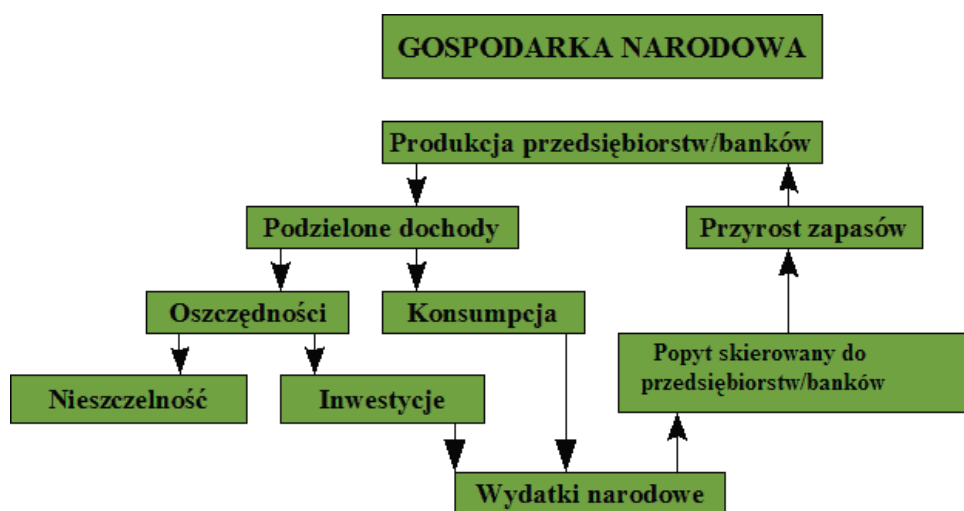 GOSPODARKA NARODOWA
Produkcja przedsiębiorstw/banków
Podzielone dochody
Przyrost zapasów
Oszczędności
Konsumpcja
Popyt skierowany do
przedsiębiorstw/banków
Nieszczelność
Inwestycje
Wydatki narodowe